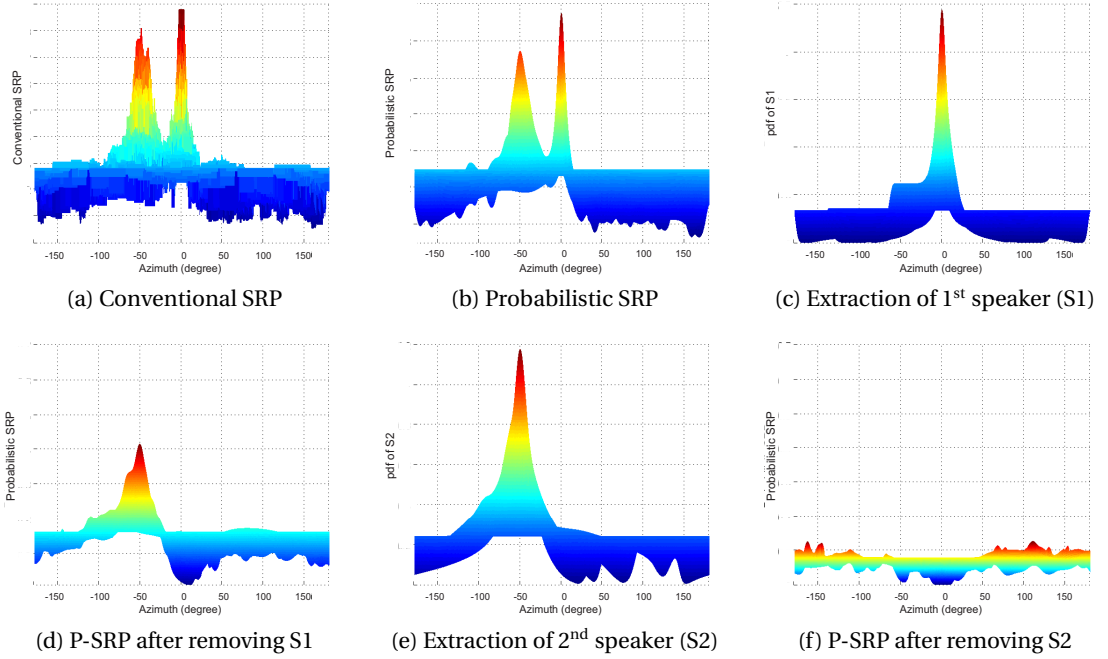 Conventional SRP
-150 -100 -50 0 50 100 150
Azimuth (degree)
(a) Conventional SRP
Probabilistic SRP
-150 -100 -50 0 50 100 150
Azimuth (degree)
(b) Probabilistic SRP
pdf of S1
-150 -100 -50 0 50 100 150
Azimuth (degree)
(c) Extraction of 1st speaker (S1)
Probabilistic SRP
-150 -100 -50 0 50 100 150
Azimuth (degree)
(d) P-SRP after removing S1
pdf of S2
-150 -100 -50 0 50 100 150
Azimuth (degree)
(e) Extraction of 2nd speaker (S2)
Probabilistic SRP
-150 -100 -50 0 50 100 150
Azimuth (degree)
(f) P-SRP after removing S2